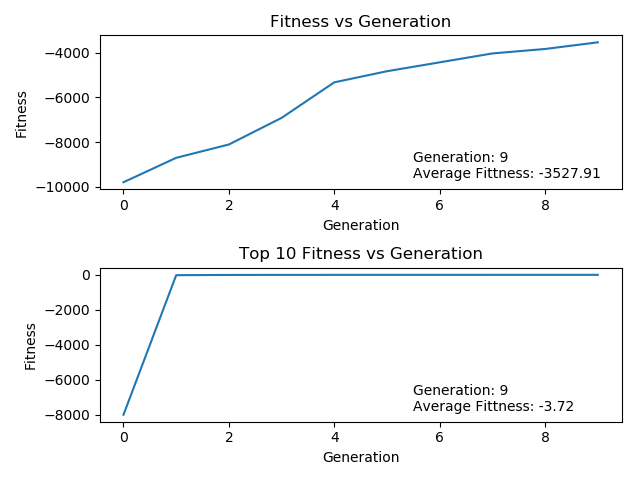 Fitness vs Generation
Fitness
−4000
−6000
−8000
−10000
Generation: 9
Average Fittness: -3527.91
0 2 4 6 8
Generation
Top 10 Fitness vs Generation
Fitness
0
−2000
−4000
−6000
−8000
Generation: 9
Average Fittness: -3.72
0 2 4 6 8
Generation